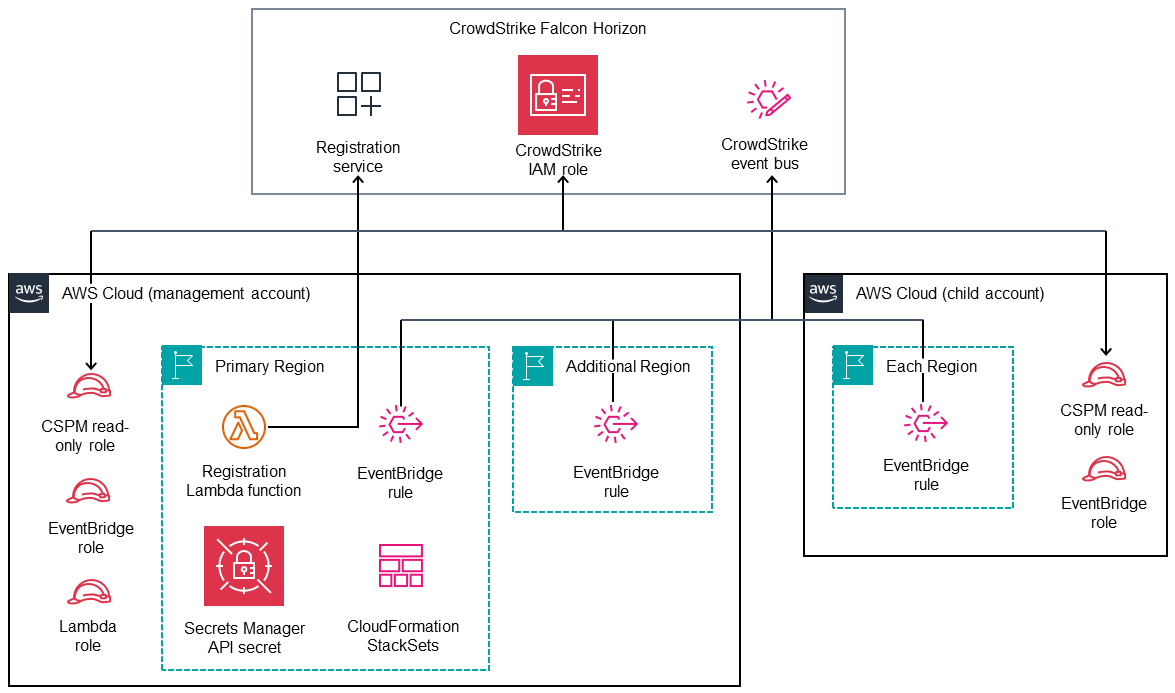 CrowdStrike Falcon Horizon
Registration
service
CrowdStrike
IAM role
CrowdStrike
event bus
aws
AWS Cloud (management account)
CSPM read-
only role
EventBridge
role
Lambda
role
Primary Region
Registration
Lambda function
EventBridge
rule
Secrets Manager
API secret
CloudFormation
StackSets
Additional Region
EventBridge
rule
aws
AWS Cloud (child account)
Each Region
EventBridge
rule
CSPM read-
only role
EventBridge
role